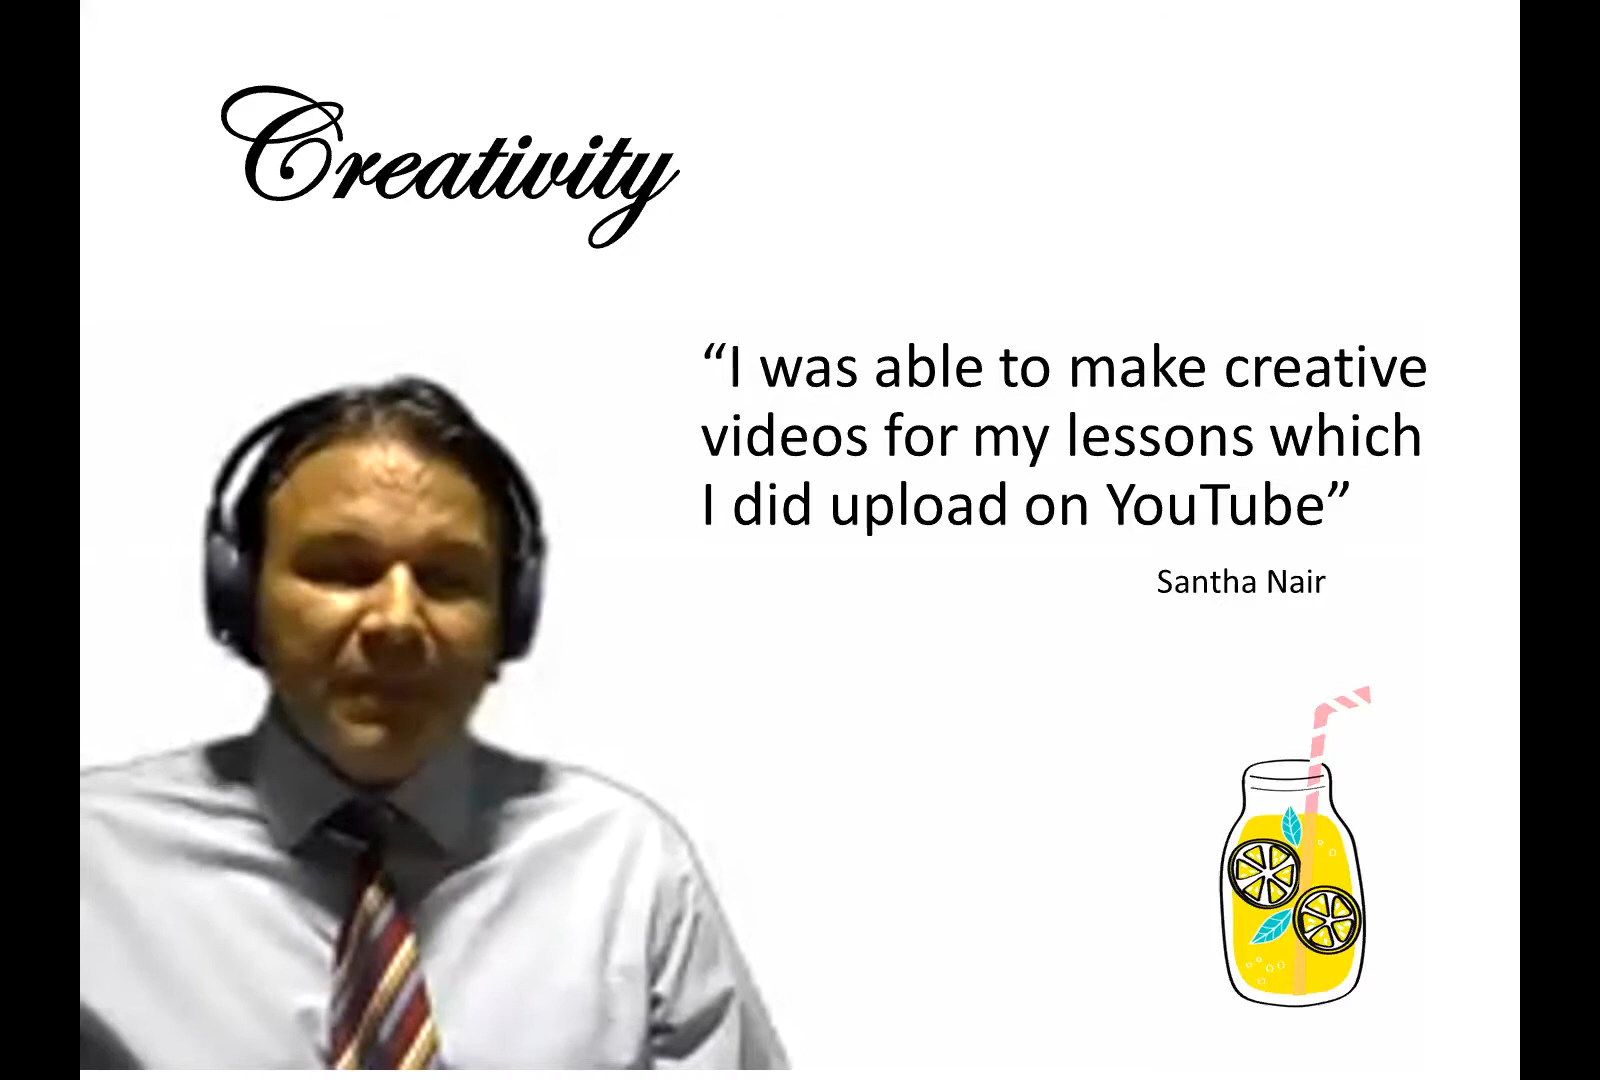 Creativity
“I was able to make creative
videos for my lessons which
I did upload on YouTube”
Santha Nair